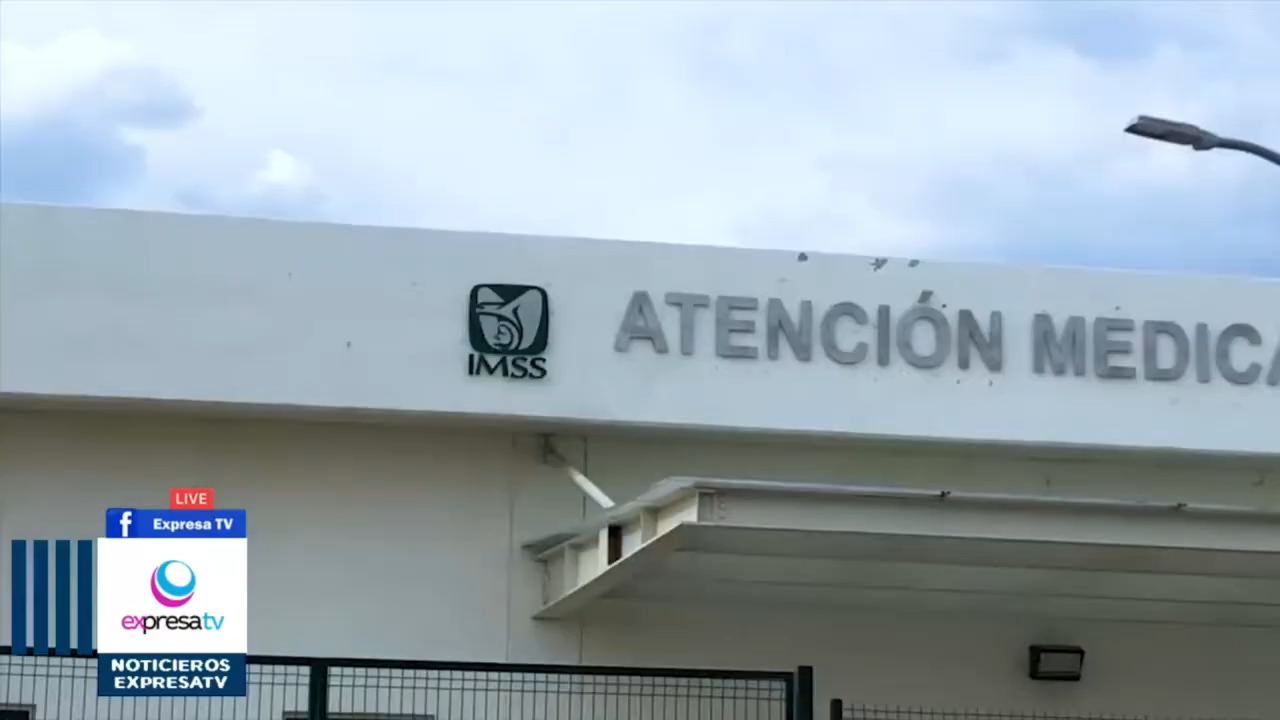 IMSS
ATENCIÓN MEDICA
LIVE
f Expresa TV
expresatv
NOTICIEROS
EXPRESATV